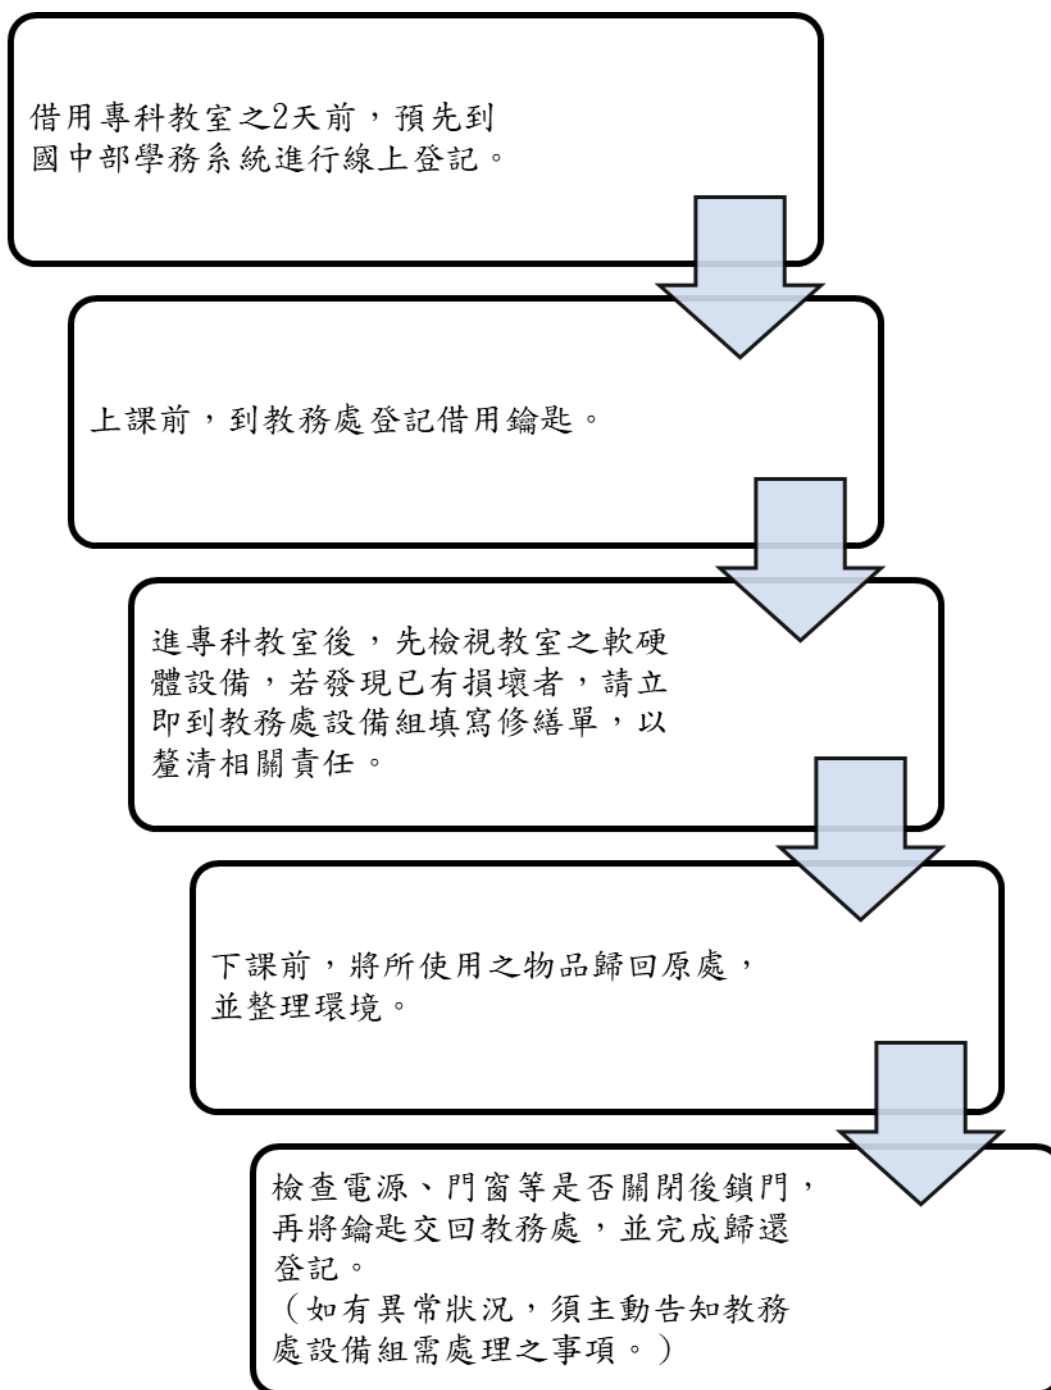 借用專科教室之2天前，預先到
國中部學務系統進行線上登記。
上課前，到教務處登記借用鑰匙。
進專科教室後，先檢視教室之軟硬
體設備，若發現已有損壞者，請立
即到教務處設備組填寫修繕單，以
釐清相關責任。
下課前，將所使用之物品歸回原處，
並整理環境。
檢查電源、門窗等是否關閉後鎖門，
再將鑰匙交回教務處，並完成歸還
登記。
（如有異常狀況，須主動告知教務
處設備組需處理之事項。）